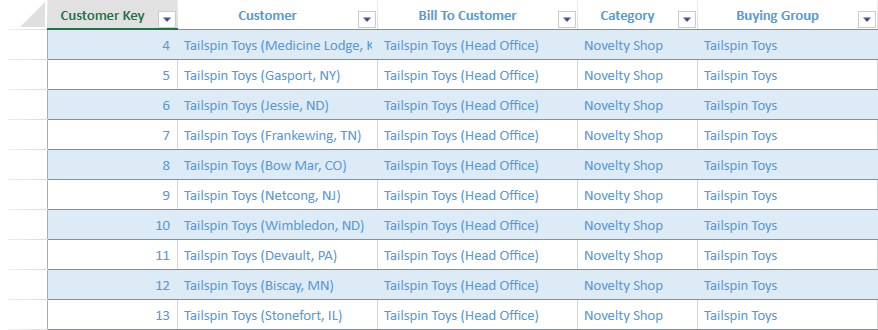 Customer Key Customer Bill To Customer Category Buying Group
4 Tailspin Toys (Medicine Lodge, Tailspin Toys (Head Office) Novelty Shop Tailspin Toys
5 Tailspin Toys (Gasport, NY) Tailspin Toys (Head Office) Novelty Shop Tailspin Toys
6 Tailspin Toys (Jessie, ND) Tailspin Toys (Head Office) Novelty Shop Tailspin Toys
7 Tailspin Toys (Frankewing, TN) Tailspin Toys (Head Office) Novelty Shop Tailspin Toys
8 Tailspin Toys (Bow Mar, CO) Tailspin Toys (Head Office) Novelty Shop Tailspin Toys
9 Tailspin Toys (Netcong, NJ) Tailspin Toys (Head Office) Novelty Shop Tailspin Toys
10 Tailspin Toys (Wimbledon, ND) Tailspin Toys (Head Office) Novelty Shop Tailspin Toys
11 Tailspin Toys (Devault, PA) Tailspin Toys (Head Office) Novelty Shop Tailspin Toys
12 Tailspin Toys (Biscay, MN) Tailspin Toys (Head Office) Novelty Shop Tailspin Toys
13 Tailspin Toys (Stonefort, IL) Tailspin Toys (Head Office) Novelty Shop Tailspin Toys